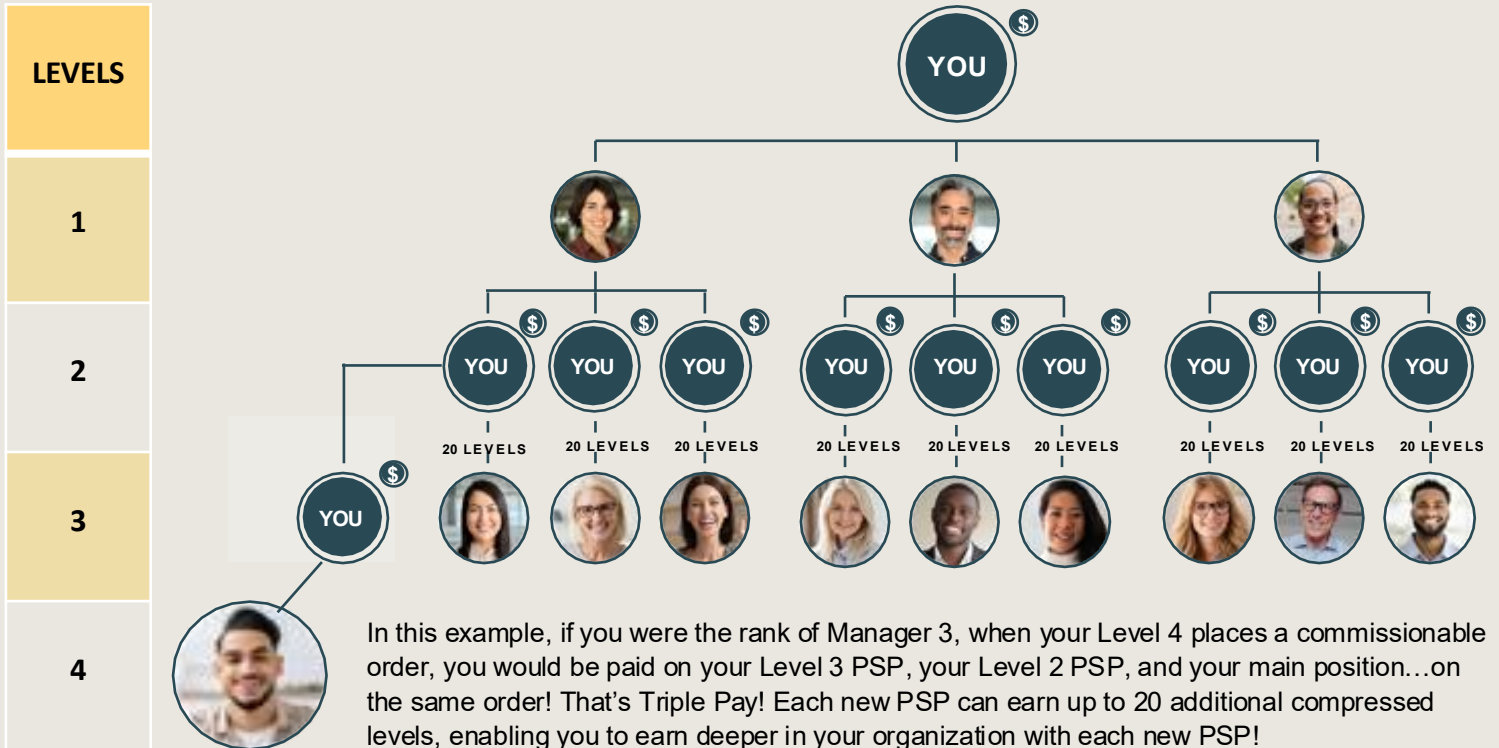 $
YOU
LEVELS
1
$ $ $ $ $ $ $ $ $
2
YOU YOU YOU YOU YOU YOU YOU YOU YOU
20 LEVELS 20 LEVELS 20 LEVELS 20 LEVELS 20 LEVELS 20 LEVELS 20 LEVELS 20 LEVELS 20 LEVELS
$
3
YOU
4
In this example, if you were the rank of Manager 3, when your Level 4 places a commissionable
order, you would be paid on your Level 3 PSP, your Level 2 PSP, and your main position…on
the same order! That’s Triple Pay! Each new PSP can earn up to 20 additional compressed
levels, enabling you to earn deeper in your organization with each new PSP!